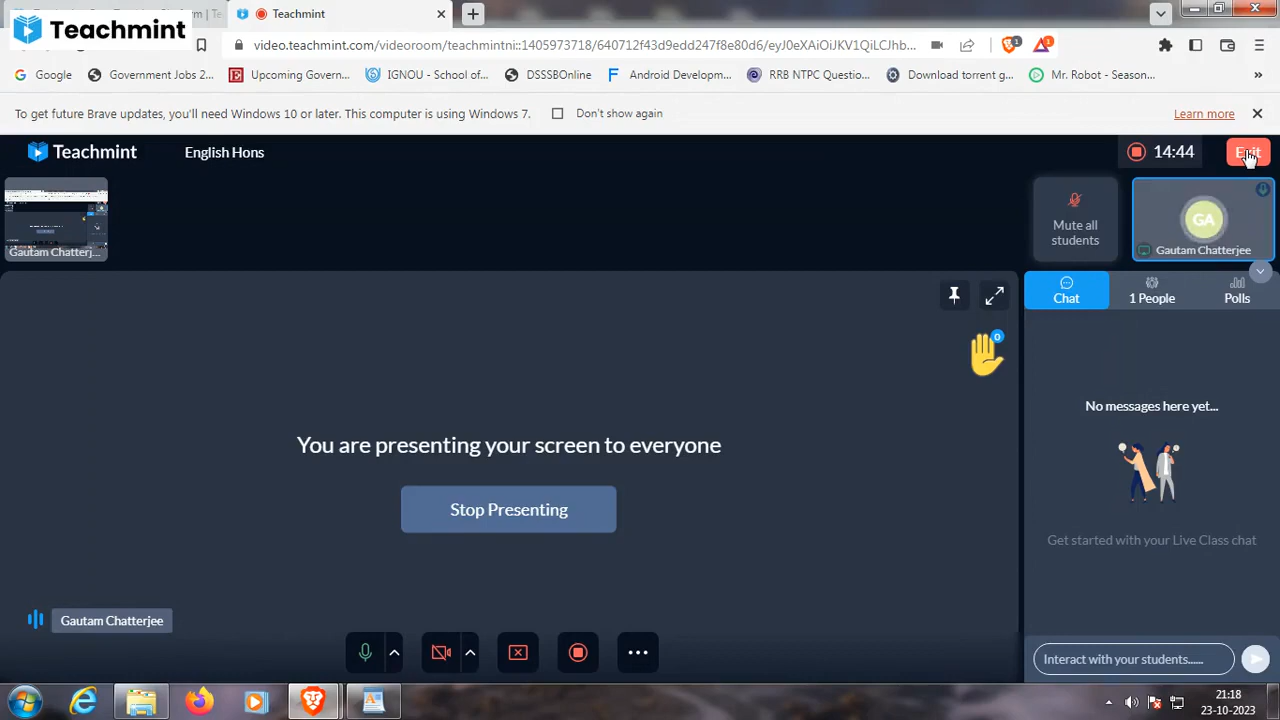 Teachmint
Teachmint
video.teachmint.com/videoroom/teachmintni::1405973718/640712f43d9edd247f8e80d6/eyJ0eXAiOiJKV1QiLCJhb...
1
1
Google
Government Jobs 2...
Upcoming Govern...
IGNOU - School of...
DSSSBOnline
Android Developm...
RRB NTPC Questio...
Download torrent g...
Mr. Robot - Season...
To get future Brave updates, you'll need Windows 10 or later. This computer is using Windows 7.
Don't show again
Learn more
Teachmint
English Hons
14:44
Exit
Gautam Chatterj...
Mute all
students
GA
Gautam Chatterjee
Chat
1 People
Polls
0
No messages here yet...
You are presenting your screen to everyone
Stop Presenting
Get started with your Live Class chat
Gautam Chatterjee
Interact with your students......
21:18
23-10-2023